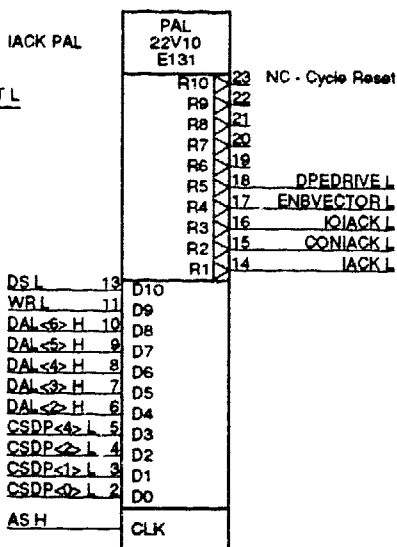 IACK PAL
PAL
22V10
E131
T L
R10 23 NC - Cycle Reset
R9 22
R8 21
R7 20
R6 19
R5 18 DPEDRIVE L
R4 17 ENBVECTOR L
R3 16 IOIACK L
R2 15 CONIACK L
R1 14 IACK L
DS L 13 D10
WR L 11 D9
DAL<6> H 10 D8
DAL<5> H 9 D7
DAL<4> H 8 D6
DAL<3> H 7 D5
DAL<2> H 6 D4
CSDP<4> L 5 D3
CSDP<2> L 4 D2
CSDP<1> L 3 D1
CSDP<0> L 2 D0
AS H CLK